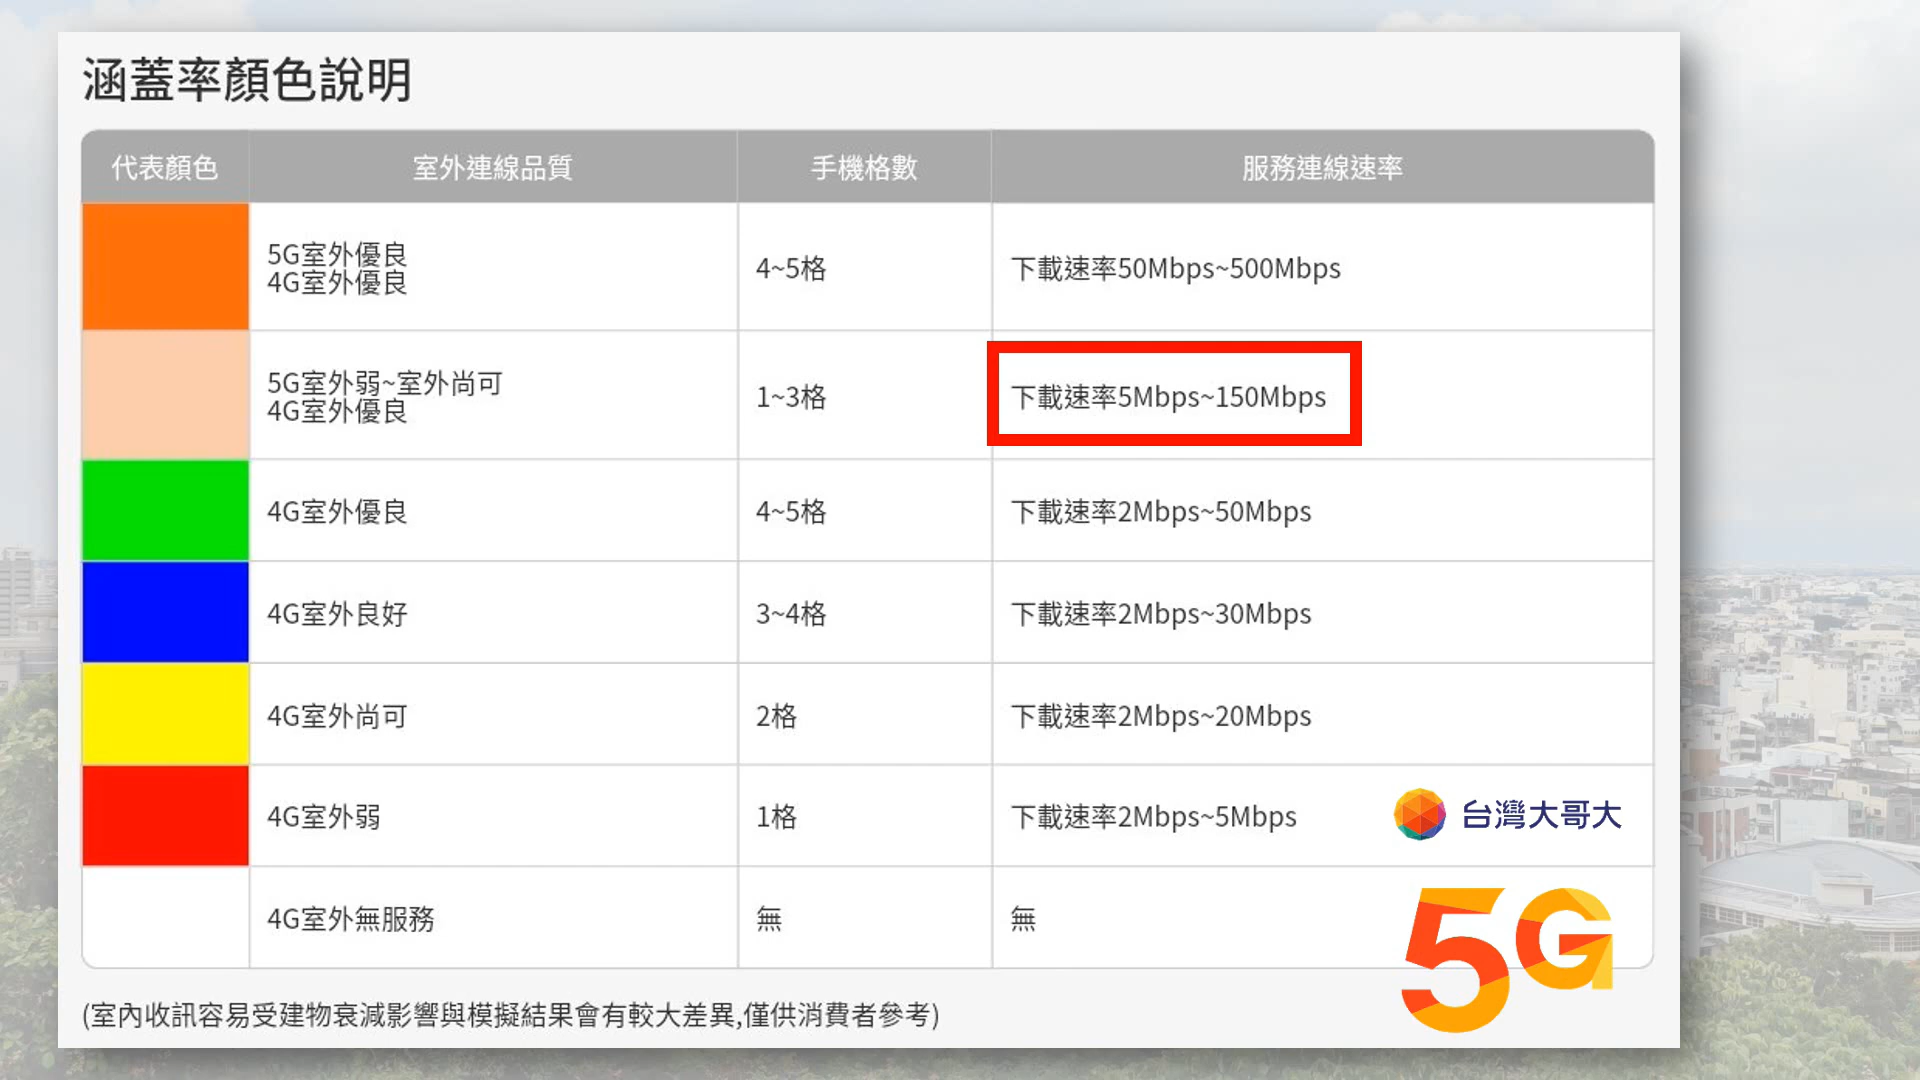 涵蓋率顏色說明
代表顏色 室外連線品質 手機格數 服務連線速率
5G室外優良
4G室外優良
4~5格
下載速率50Mbps~500Mbps
5G室外弱~室外尚可
4G室外優良
1~3格
下載速率5Mbps~150Mbps
4G室外優良 4~5格 下載速率2Mbps~50Mbps
4G室外良好 3~4格 下載速率2Mbps~30Mbps
4G室外尚可 2格 下載速率2Mbps~20Mbps
4G室外弱 1格 下載速率2Mbps~5Mbps
台灣大哥大
4G室外無服務 無 無
5G
(室內收訊容易受建物衰減影響與模擬結果會有較大差異,僅供消費者參考)